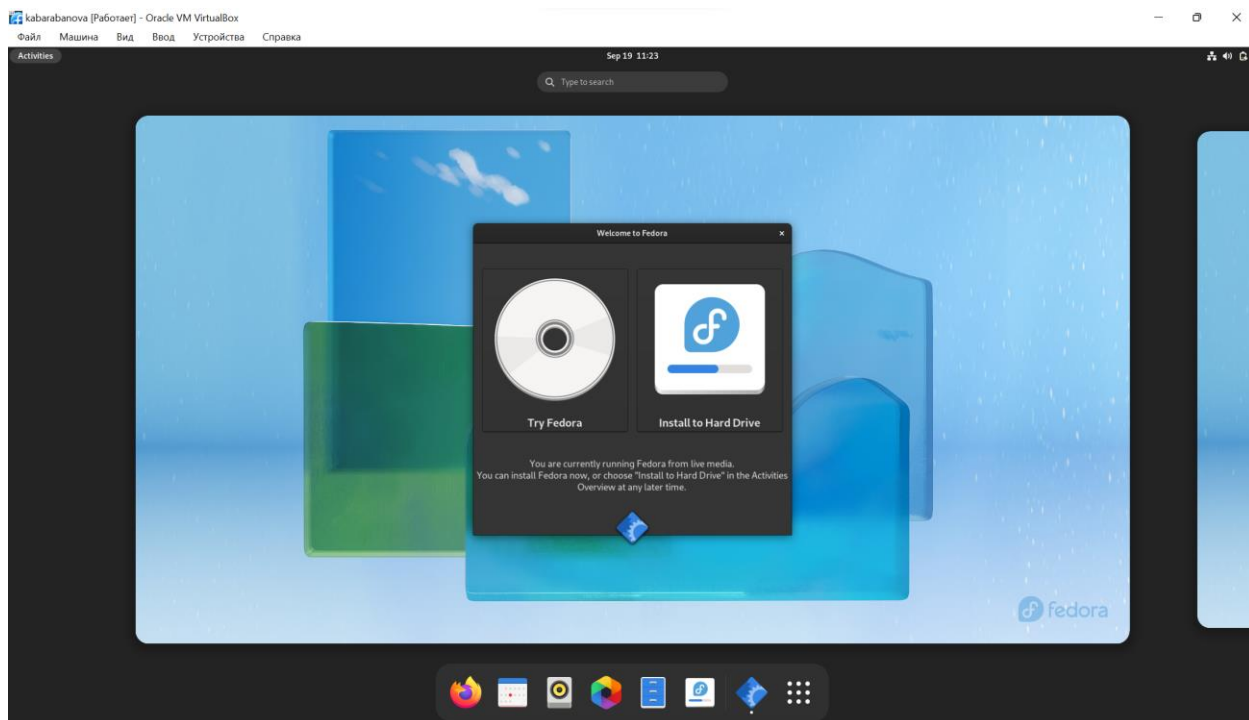 kabarabanova [Работает] - Oracle VM VirtualBox
Файл Машина Вид Ввод Устройства Справка
Activities
Sep 19 11:23
Type to search
Welcome to Fedora
Try Fedora
Install to Hard Drive
You are currently running Fedora from live media.
You can install Fedora now, or choose "Install to Hard Drive" in the Activities
Overview at any later time.
fedora